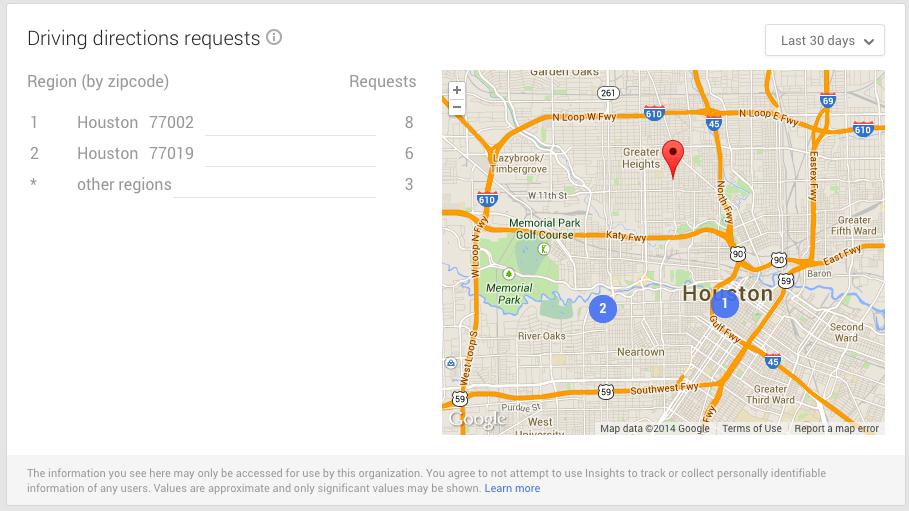 Driving directions requests
Last 30 days
Region (by zipcode) Requests
1 Houston 77002 8
2 Houston 77019 6
* other regions 3
Garden Oaks
261
69
N Loop W Fwy
610
45
N Loop E Fwy
610
Lazybrook/
Timbergrove
Greater
Heights
Eastex Fwy
W 11th St
North Fwy
610
Memorial Park
Golf Course
Katy Fwy
Greater
Fifth Ward
W Loop N Fwy
90
90
East Fwy
Baron
59
Memorial
Park
Houston
1
2
River Oaks
Gulf Fwy
Second
Ward
Neartown
45
West Loop S
Southwest Fwy
59
59
Greater
Third Ward
Purdue St
West
University
Fwy
Google
Map data ©2014 Google Terms of Use Report a map error
The information you see here may only be accessed for use by this organization. You agree to not attempt to use Insights to track or collect personally identifiable
information of any users. Values are approximate and only significant values may be shown. Learn more